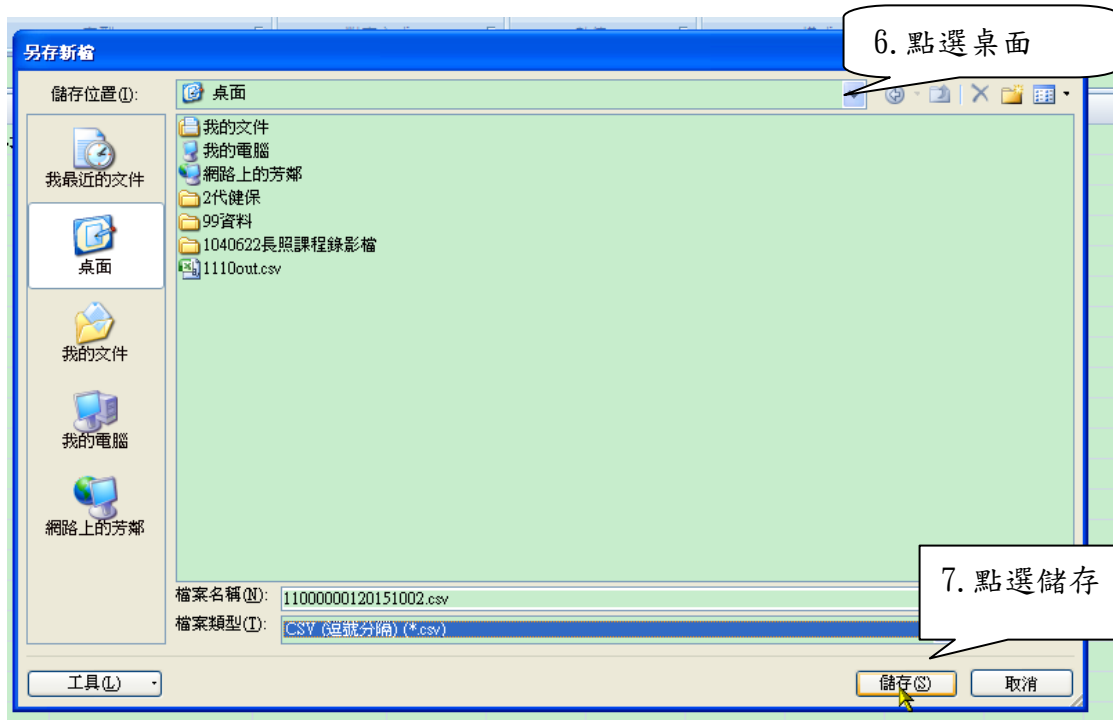 6.點選桌面
另存新檔
儲存位置(I):
桌面
我的文件
我的電腦
網路上的芳鄰
2代健保
99資料
1040622長照課程錄影檔
1110out.csv
我最近的文件
桌面
我的文件
我的電腦
網路上的芳鄰
7.點選儲存
檔案名稱(N):
11000000120151002.csv
檔案類型(T):
CSV (逗號分隔) (*.csv)
工具(L)
儲存(S)
取消